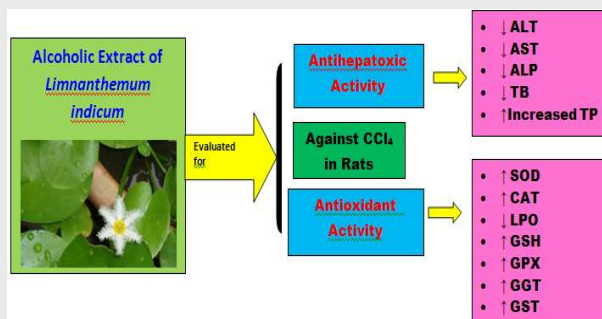 Alcoholic Extract of
Limnanthemum
indicum
Evaluated
for
Antihepatoxic
Activity
Against CCl₄
in Rats
Antioxidant
Activity
• ↓ALT
• ↓AST
• ↓ALP
• ↓TB
• ↑Increased TP
• ↑SOD
• ↑CAT
• ↓LPO
• ↑GSH
• ↑GPX
• ↑GGT
• ↑GST